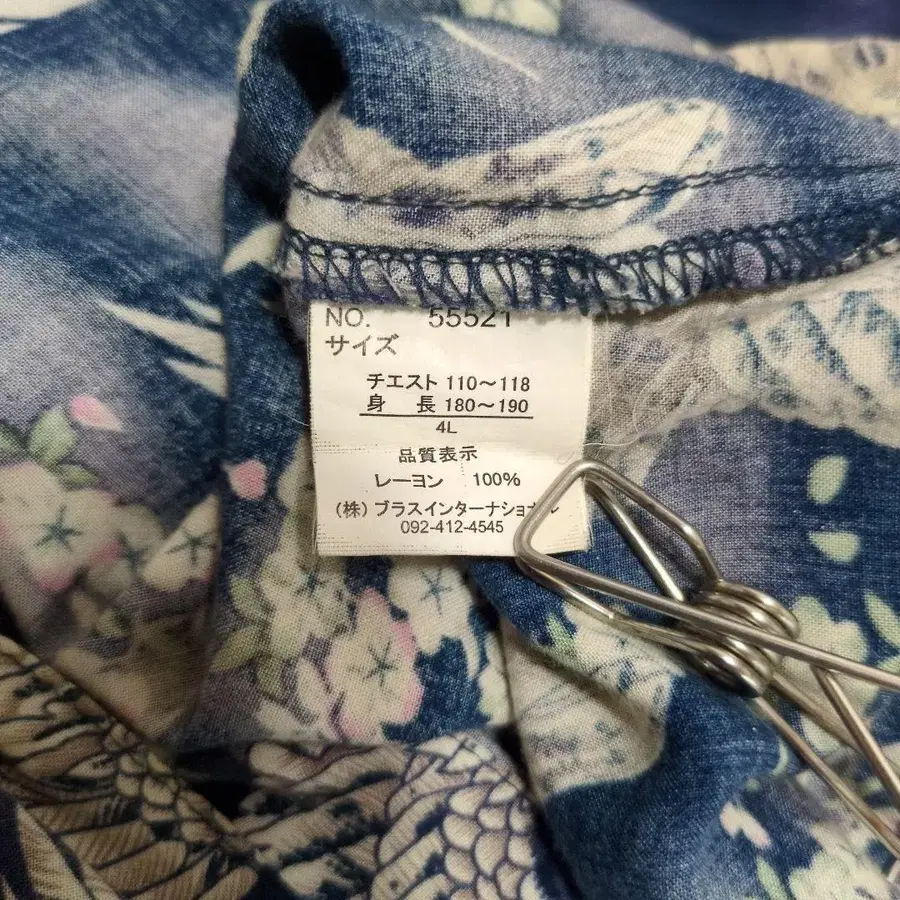 NO. 55521
サイズ
チエスト 110〜118
身 長 180〜190
4L
品質表示
レーヨン 100%
(株) ブラスインターナショナル
092-412-4545